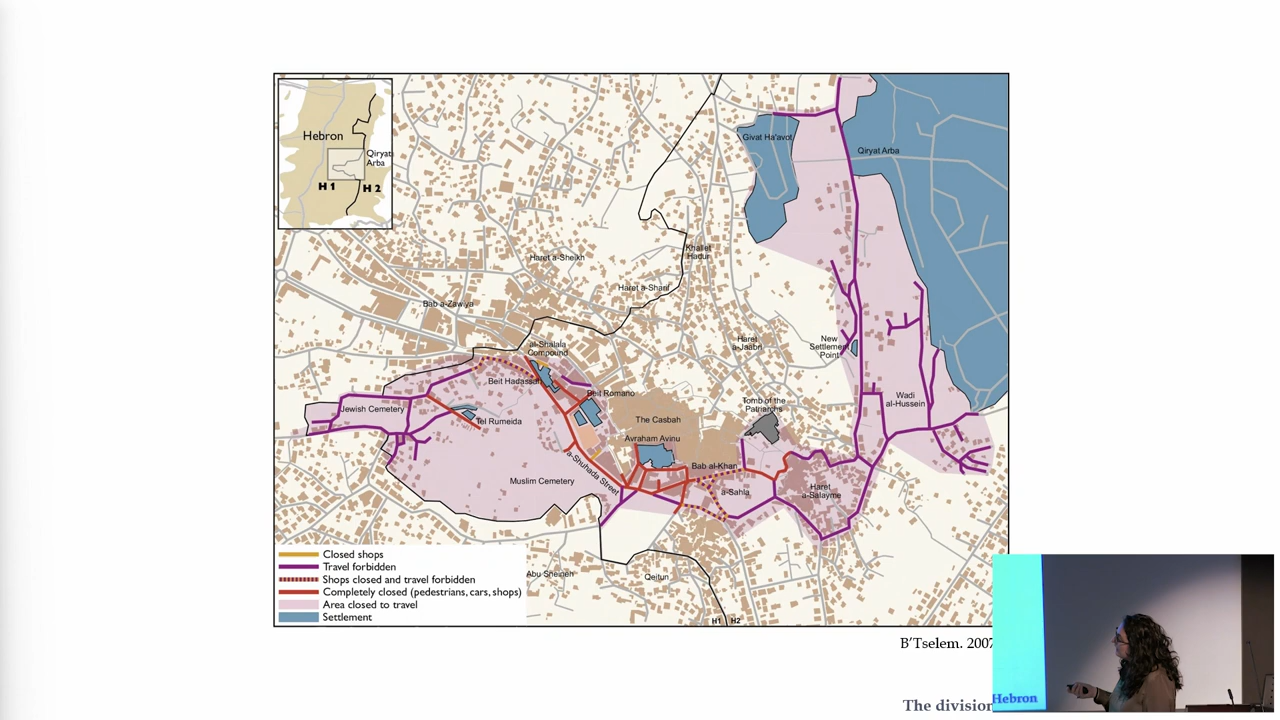 Hebron
Qiryat
Arba
H 1
H 2
Givat Ha'avot
Qiryat Arba
Khallet
Hadur
Haret a-Sheikh
Haret a-Sharif
Bab a-Zawiya
Haret
a-Jaabri
New
Settlement
Point
al-Shalala
Compound
Beit Hadassah
Beit Romano
Tomb of the
Patriarchs
Wadi
al-Hussein
Jewish Cemetery
Tel Rumeida
The Casbah
Avraham Avinu
Bab al-Khan
a-Shuhada Street
Muslim Cemetery
a-Sahla
Haret
a-Salayme
Closed shops
Travel forbidden
Shops closed and travel forbidden
Completely closed (pedestrians, cars, shops)
Area closed to travel
Settlement
Abu Sneineh
Qeitun
H1 H2
B'Tselem. 2007
The division
Hebron